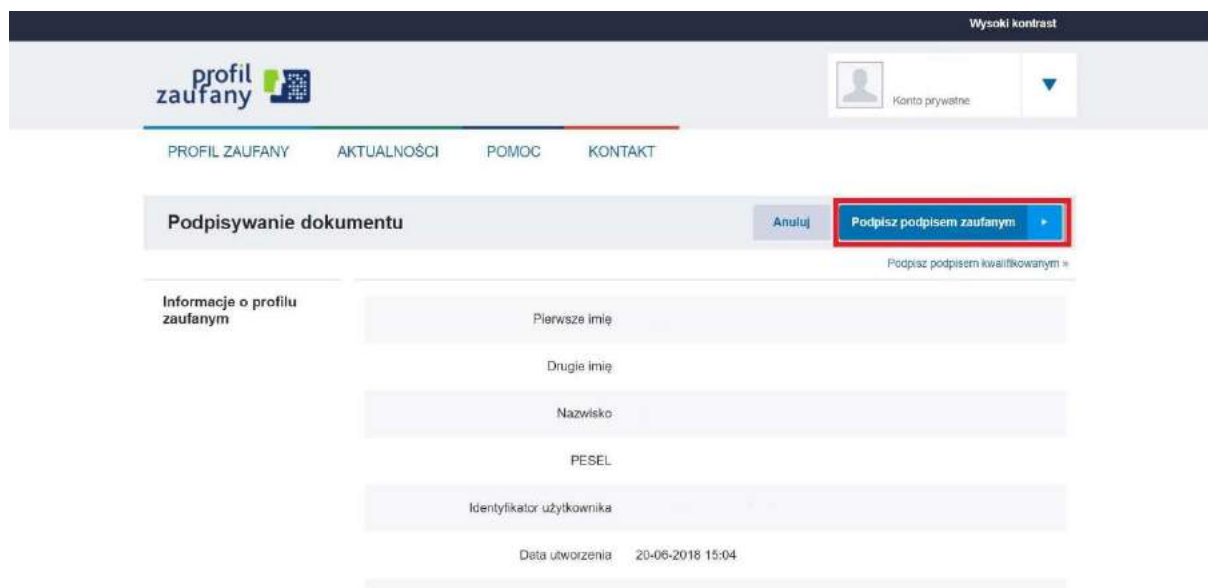 Wysoki kontrast
profil
zaufany
Konto prywatne
PROFIL ZAUFANY AKTUALNOŚCI POMOC KONTAKT
Podpisywanie dokumentu
Anuluj
Podpisz podpisem zaufanym
Podpisz podpisem kwalifikowanym »
Informacje o profilu
zaufanym
Pierwsze imię
Drugie imię
Nazwisko
PESEL
Identyfikator użytkownika
Data utworzenia 20-06-2018 15:04